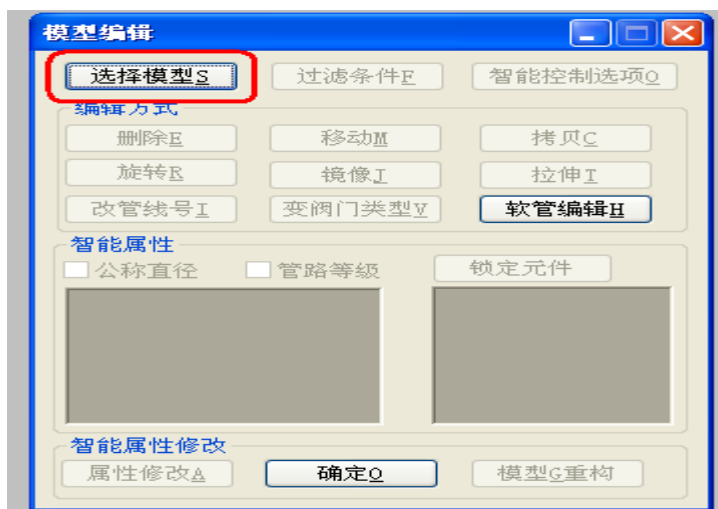 模型编辑
选择模型S 过滤条件F 智能控制选项O
编辑方式
删除E 移动M 拷贝C
旋转R 镜像J 拉伸T
改管线号I 变阀门类型V 软管编辑H
智能属性
公称直径 管路等级 锁定元件
智能属性修改
属性修改A 确定O 模型G重构